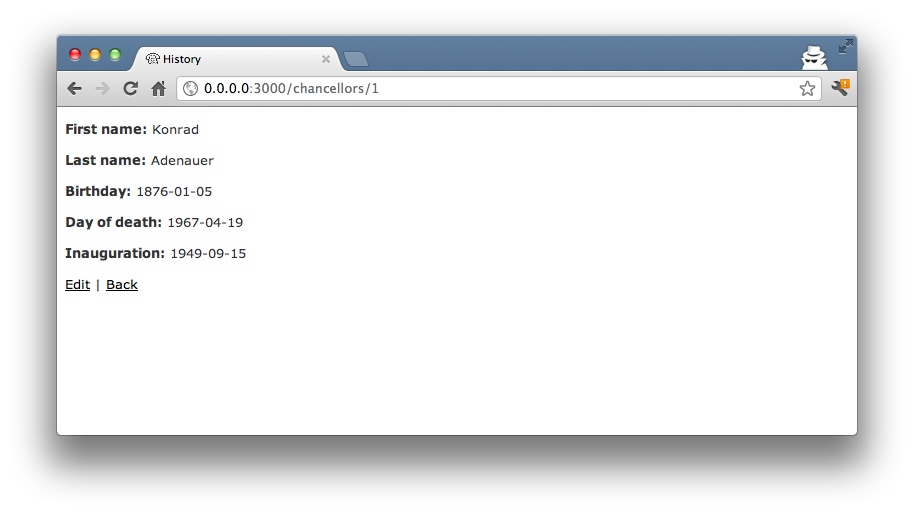 History
0.0.0.0:3000/chancellors/1
First name: Konrad
Last name: Adenauer
Birthday: 1876-01-05
Day of death: 1967-04-19
Inauguration: 1949-09-15
Edit | Back